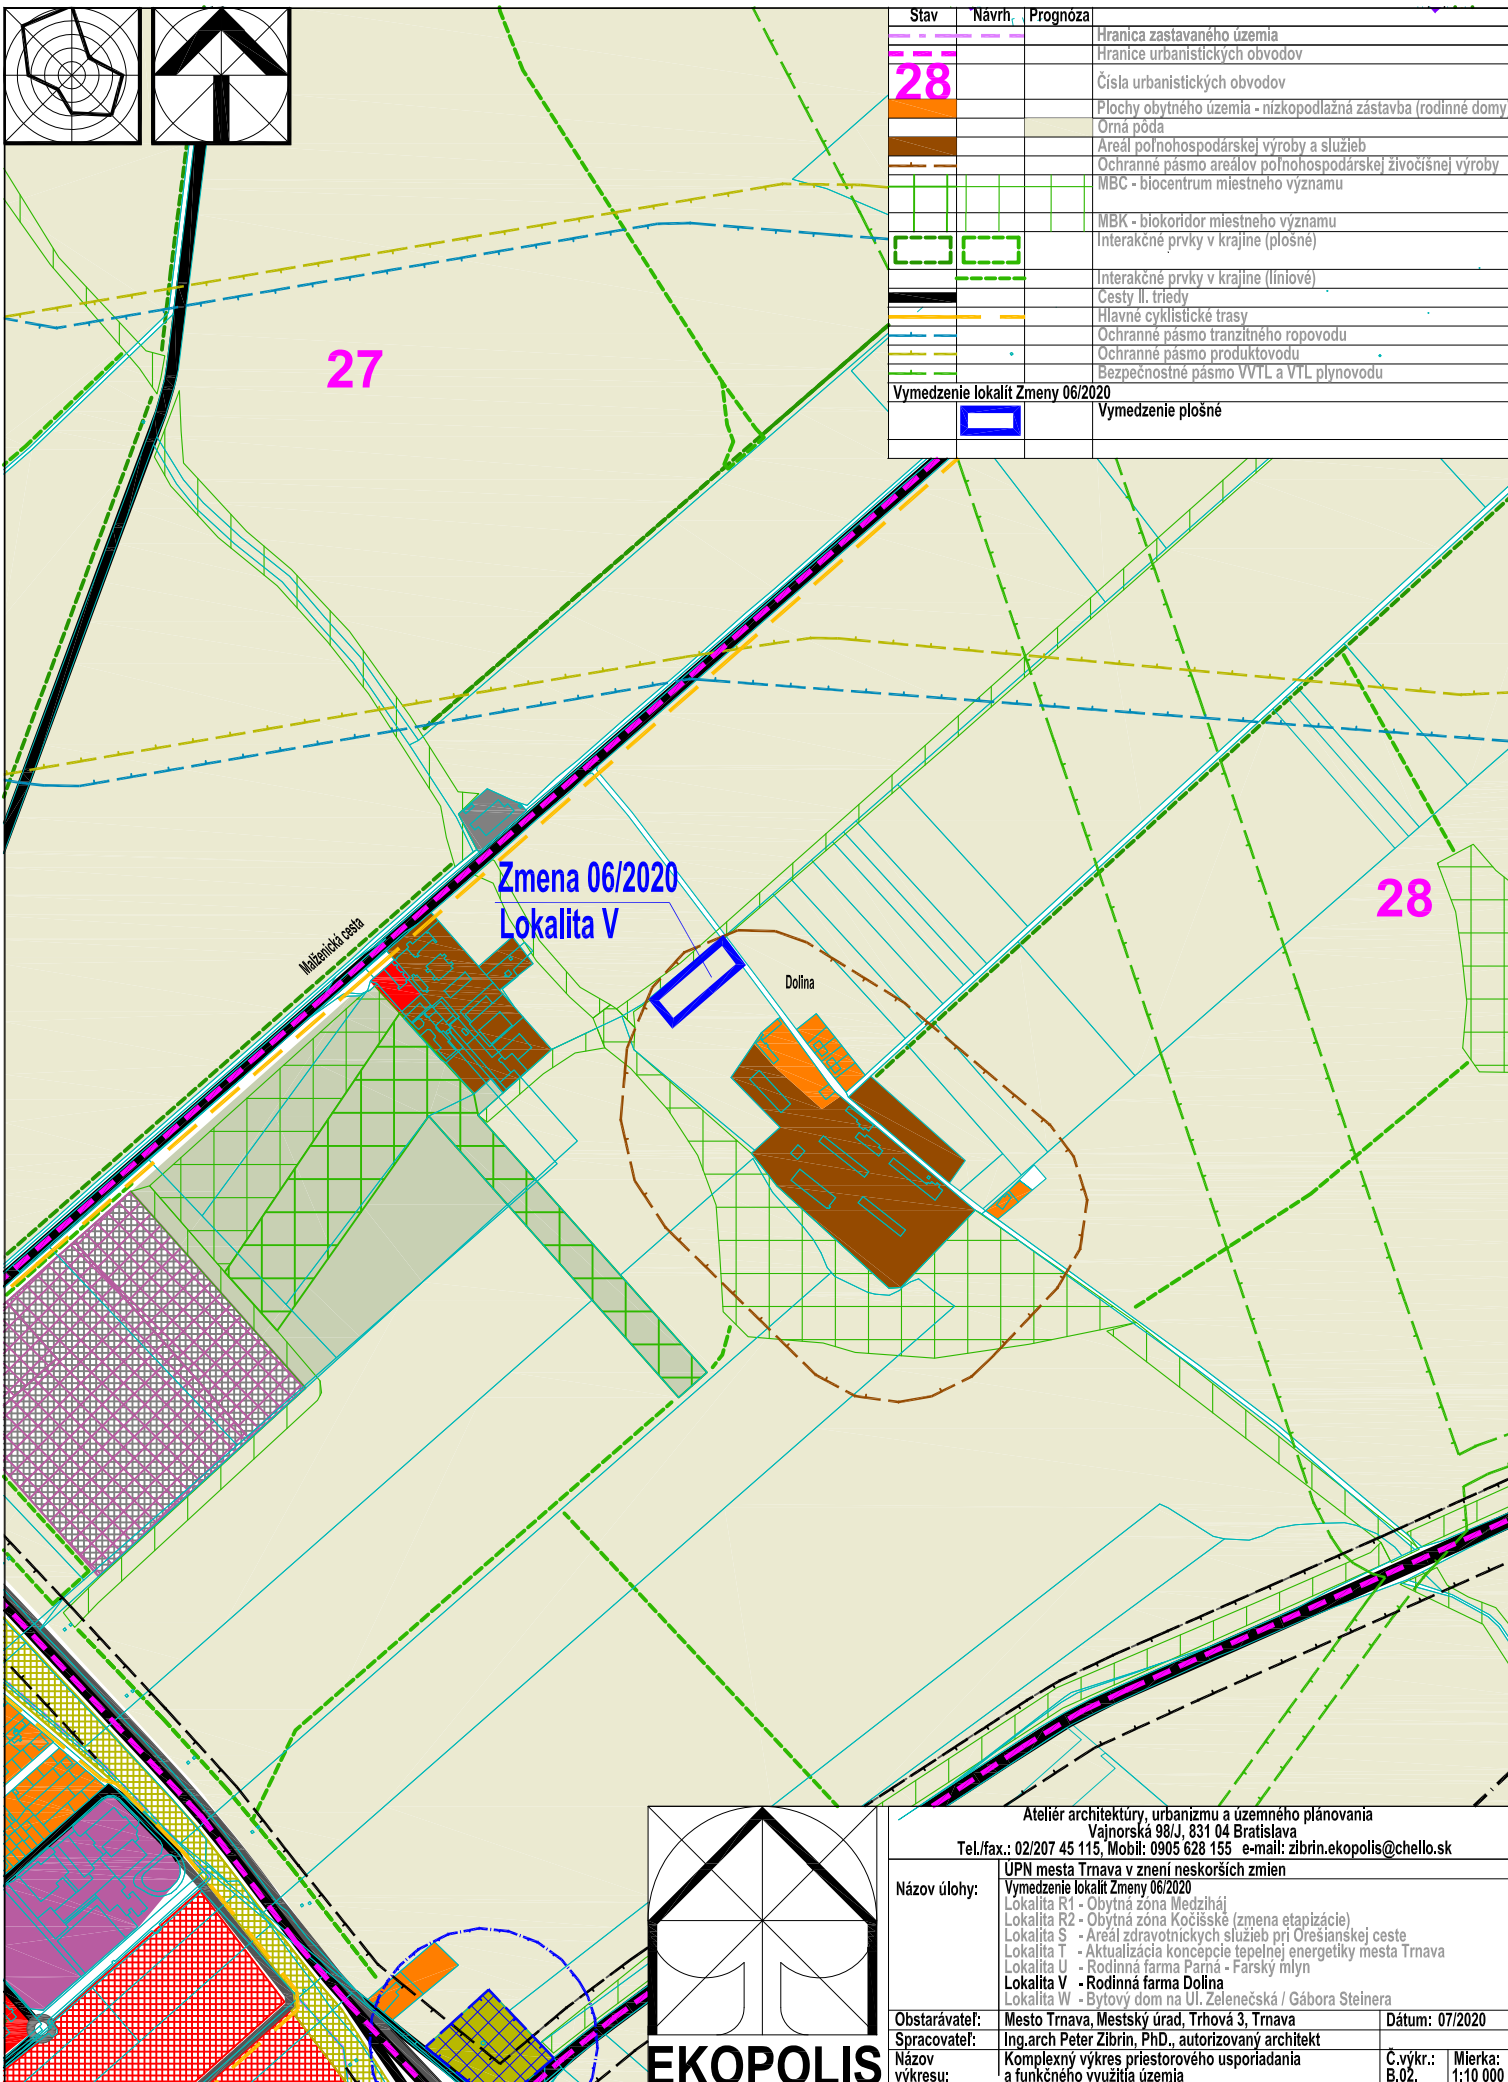 Stav Návrh Prognóza
Hranica zastavaného územia
Hranice urbanistických obvodov
28
Čísla urbanistických obvodov
Plochy obytného územia - nízkopodlažná zástavba (rodinné domy
Orná pôda
Areál poľnohospodárskej výroby a služieb
Ochranné pásmo areálov poľnohospodárskej živočíšnej výroby
MBC - biocentrum miestneho významu
MBK - biokoridor miestneho významu
Interakčné prvky v krajine (plošné)
Interakčné prvky v krajine (líniové)
Cesty II. triedy
Hlavné cyklistické trasy
Ochranné pásmo tranzitného ropovodu
Ochranné pásmo produktovodu
Bezpečnostné pásmo VVTL a VTL plynovodu
Vymedzenie lokalít Zmeny 06/2020
Vymedzenie plošné
27
Zmena 06/2020
Lokalita V
28
Malženická cesta
Dolina
Ateliér architektúry, urbanizmu a územného plánovania
Vajnorská 98/J, 831 04 Bratislava
Tel./fax.: 02/207 45 115, Mobil: 0905 628 155 e-mail: zibrin.ekopolis@chello.sk
Názov úlohy:
ÚPN mesta Trnava v znení neskorších zmien
Vymedzenie lokalít Zmeny 06/2020
Lokalita R1 - Obytná zóna Medziháj
Lokalita R2 - Obytná zóna Kočišské (zmena etapizácie)
Lokalita S - Areál zdravotníckych služieb pri Orešianskej ceste
Lokalita T - Aktualizácia koncepcie tepelnej energetiky mesta Trnava
Lokalita U - Rodinná farma Parná - Farský mlyn
Lokalita V - Rodinná farma Dolina
Lokalita W - Bytový dom na Ul. Zelenečská / Gábora Steinera
Obstarávateľ: Mesto Trnava, Mestský úrad, Trhová 3, Trnava Dátum: 07/2020
Spracovateľ: Ing.arch Peter Zibrin, PhD., autorizovaný architekt
Názov výkresu: Komplexný výkres priestorového usporiadania a funkčného využitia územia
Č.výkr.: B.02. Mierka: 1:10 000
EKOPOLIS